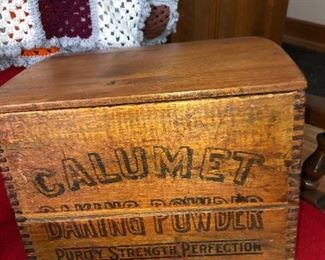 CALUMET
BAKING POWDER
PURITY STRENGTH PERFECTION